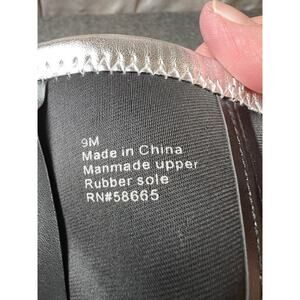 9M
Made in China
Manmade upper
Rubber sole
RN#58665